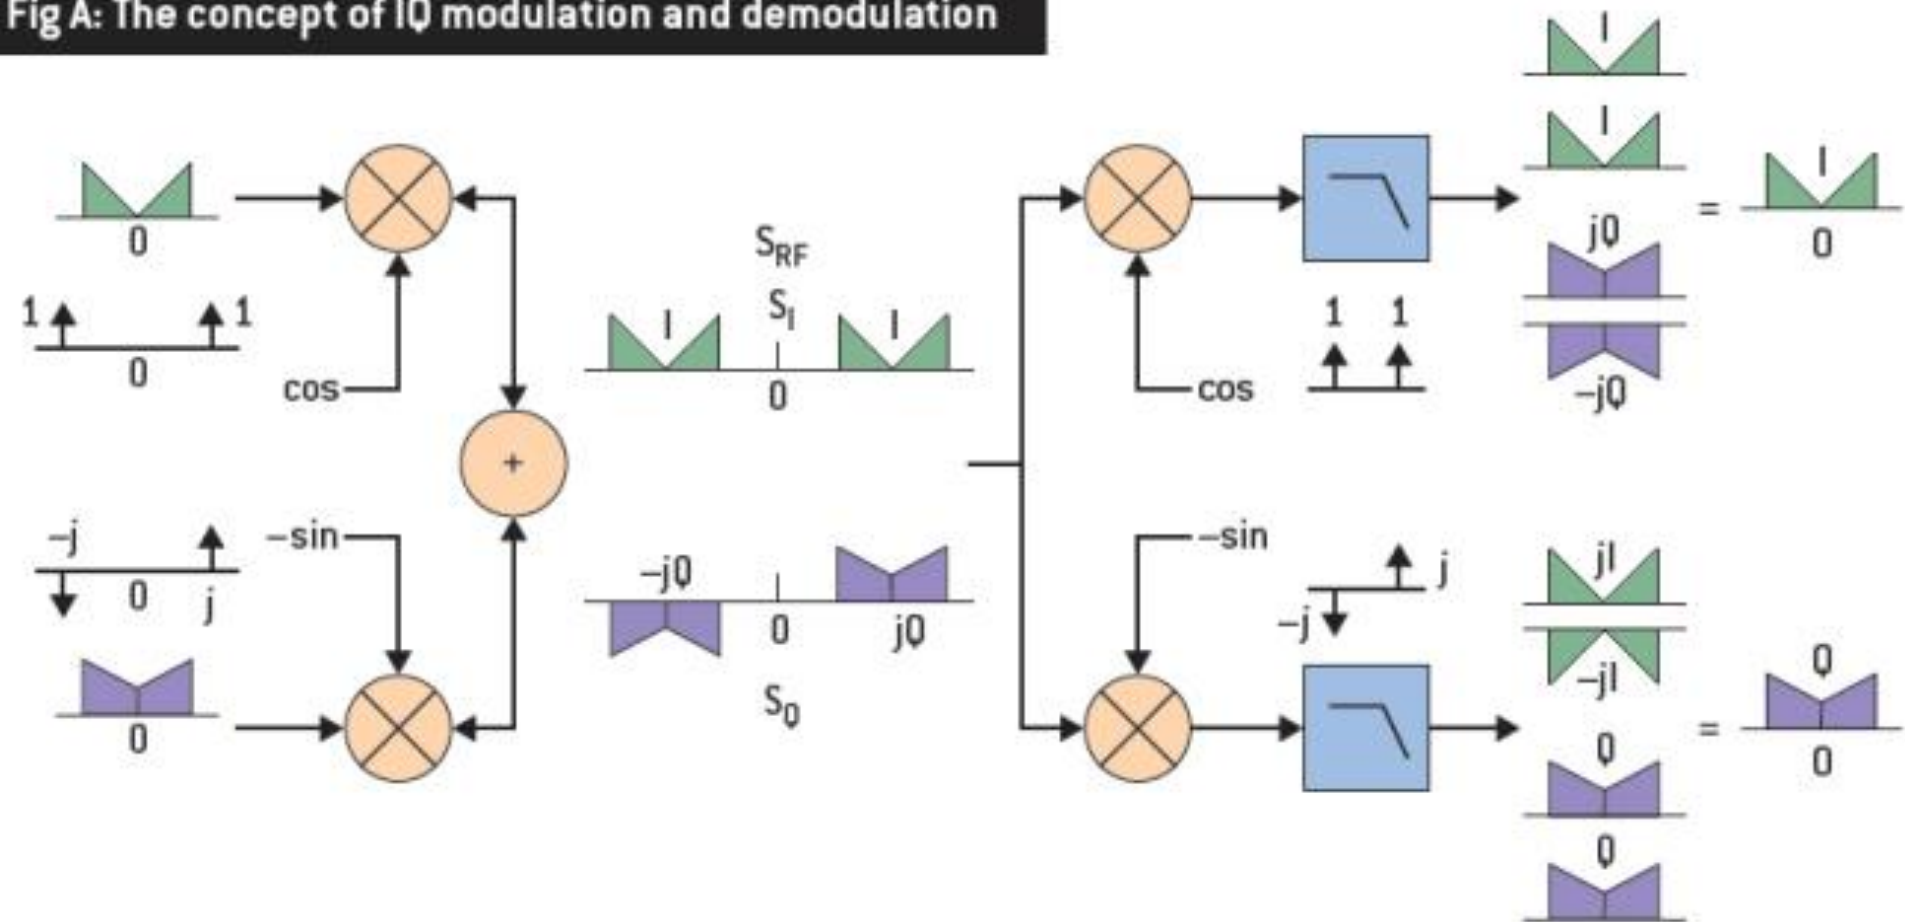 Fig A: The concept of IQ modulation and demodulation
0
1 1
0
cos
+
-j
0 j
-sin
0
S_RF
S_I
I I
0
-jQ
0 jQ
S_Q
cos
1 1
-sin
-j j
I
I
jQ
-jQ
=
I
0
jI
-jI
Q
Q
=
Q
0